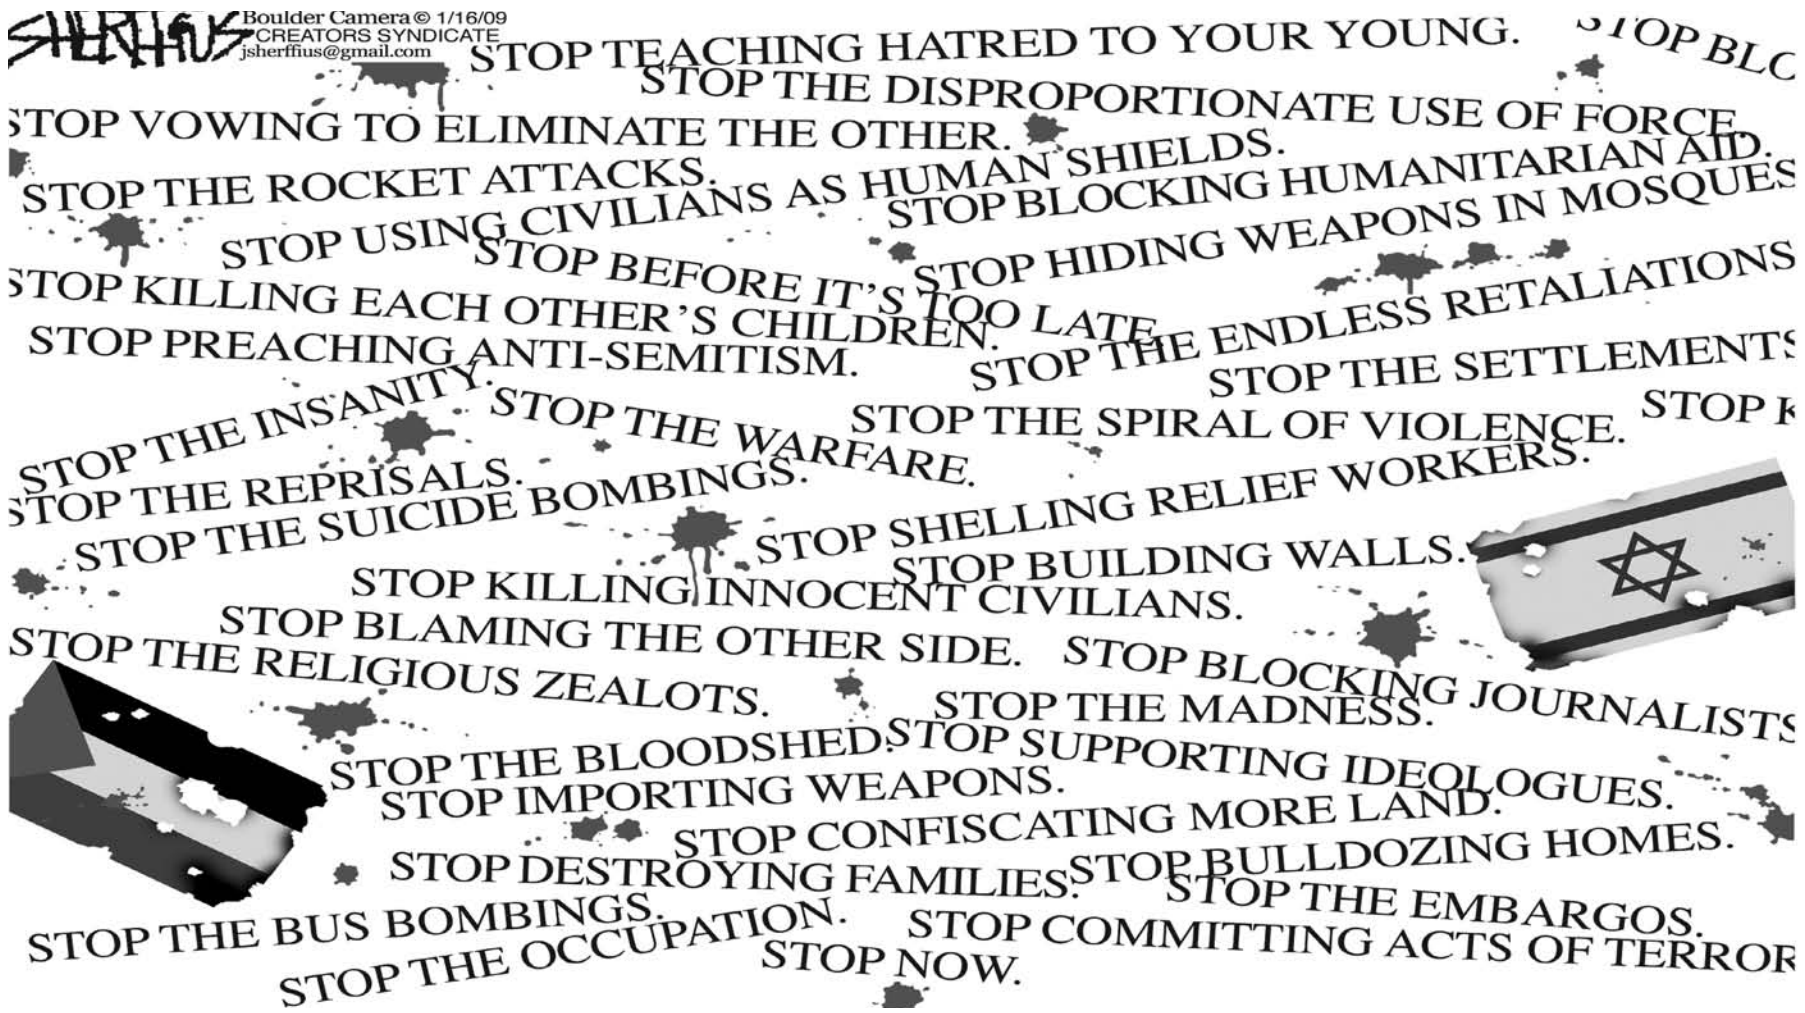 SHERFFIUS
Boulder Camera © 1/16/09
CREATORS SYNDICATE
jsherffius@gmail.com
STOP TEACHING HATRED TO YOUR YOUNG.
STOP BLO
STOP THE DISPROPORTIONATE USE OF FORCE.
STOP VOWING TO ELIMINATE THE OTHER.
STOP THE ROCKET ATTACKS.
STOP USING CIVILIANS AS HUMAN SHIELDS.
STOP BLOCKING HUMANITARIAN AID.
STOP HIDING WEAPONS IN MOSQUES
STOP BEFORE IT'S TOO LATE.
STOP KILLING EACH OTHER'S CHILDREN.
STOP THE ENDLESS RETALIATIONS
STOP PREACHING ANTI-SEMITISM.
STOP THE SETTLEMENTS
STOP THE INSANITY.
STOP THE WARFARE.
STOP THE SPIRAL OF VIOLENCE.
STOP K
STOP THE REPRISALS.
STOP THE SUICIDE BOMBINGS.
STOP SHELLING RELIEF WORKERS.
STOP BUILDING WALLS.
STOP KILLING INNOCENT CIVILIANS.
STOP BLAMING THE OTHER SIDE.
STOP BLOCKING JOURNALISTS
STOP THE RELIGIOUS ZEALOTS.
STOP THE MADNESS.
STOP THE BLOODSHED.
STOP SUPPORTING IDEOLOGUES.
STOP IMPORTING WEAPONS.
STOP CONFISCATING MORE LAND.
STOP DESTROYING FAMILIES.
STOP BULLDOZING HOMES.
STOP THE EMBARGOS.
STOP THE BUS BOMBINGS.
STOP THE OCCUPATION.
STOP COMMITTING ACTS OF TERROR
STOP NOW.